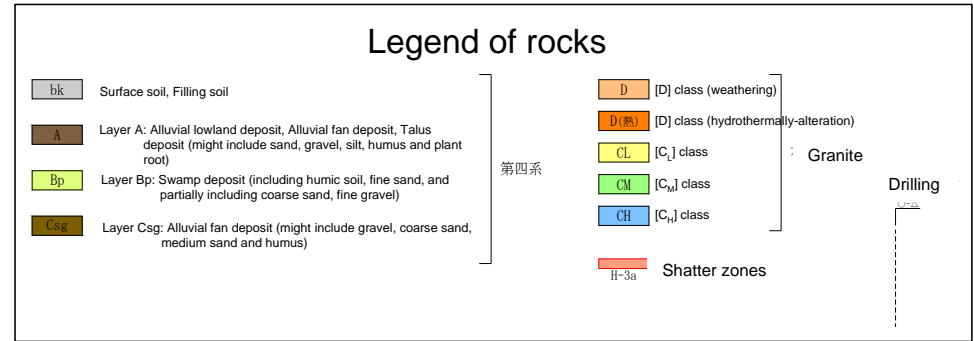 Legend of rocks
bk
Surface soil, Filling soil
A
Layer A: Alluvial lowland deposit, Alluvial fan deposit, Talus
deposit (might include sand, gravel, silt, humus and plant
root)
Bp
Layer Bp: Swamp deposit (including humic soil, fine sand, and
partially including coarse sand, fine gravel)
Csg
Layer Csg: Alluvial fan deposit (might include gravel, coarse sand,
medium sand and humus)
第四系
D
[D] class (weathering)
D(熱)
[D] class (hydrothermally-alteration)
CL
[CL] class
CM
[CM] class
CH
[CH] class
Granite
H-3a
Shatter zones
Drilling